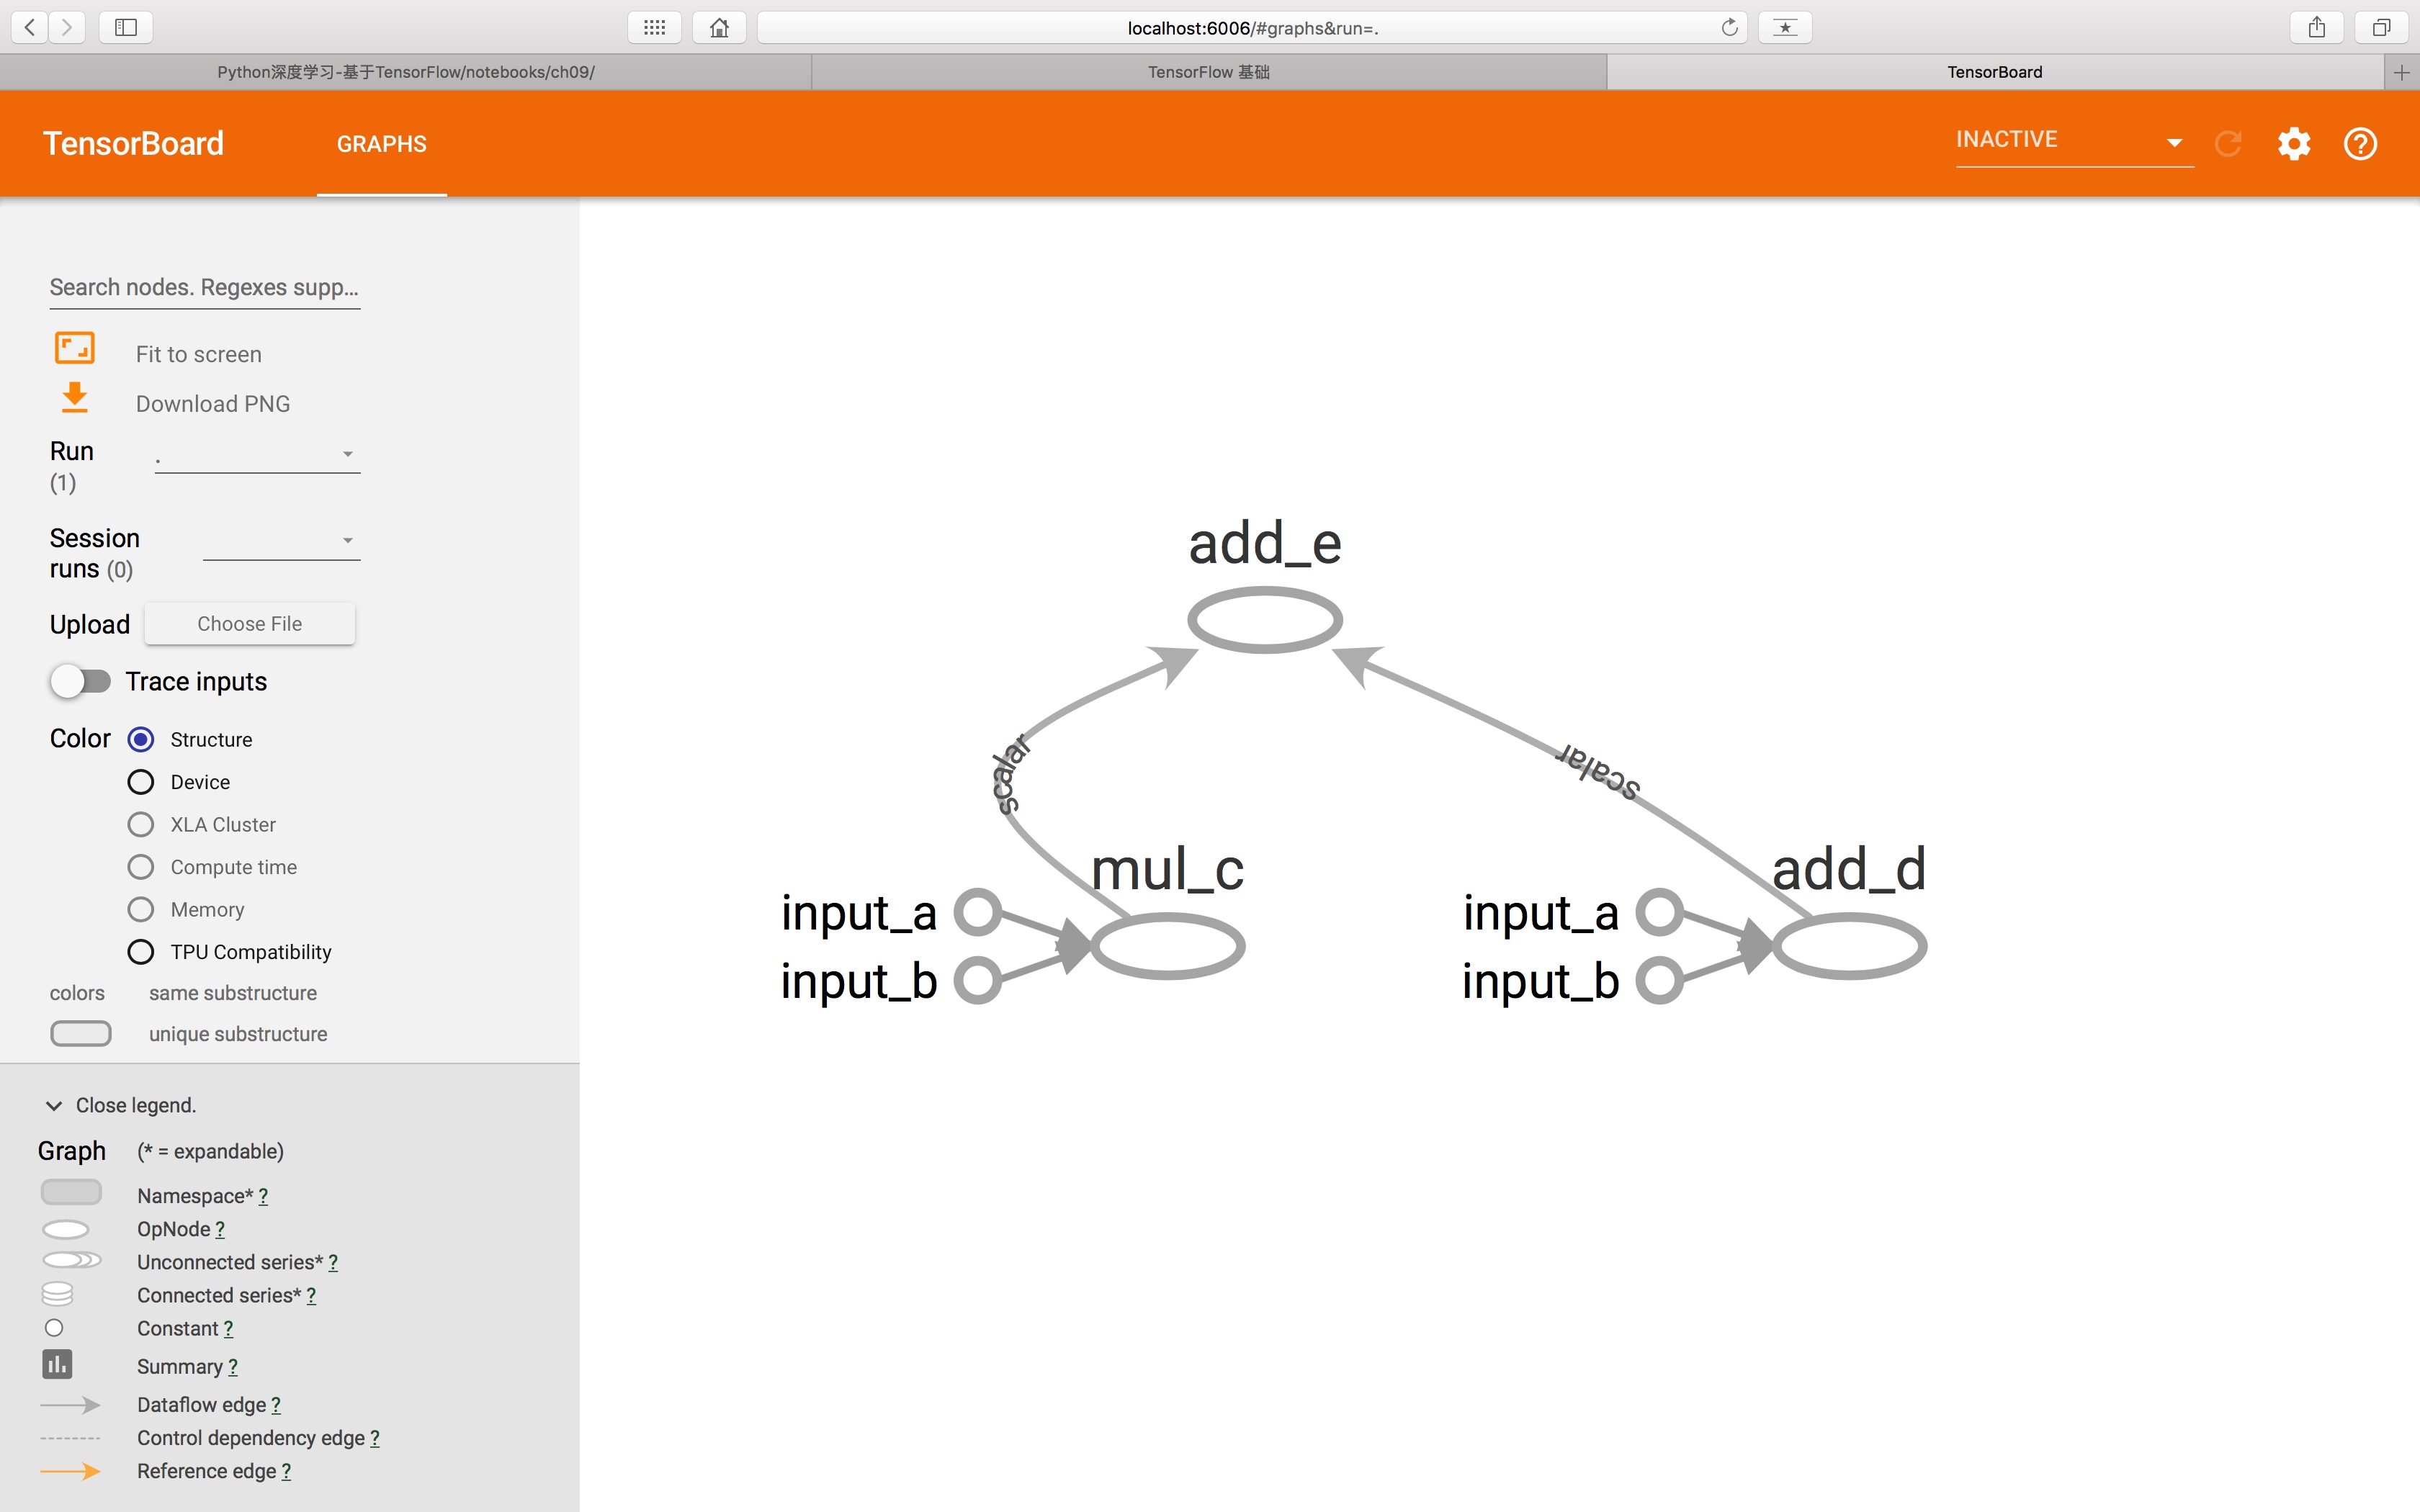 localhost:6006/#graphs&run=.
Python深度学习-基于TensorFlow/notebooks/ch09/
TensorFlow 基础
TensorBoard
TensorBoard
GRAPHS
INACTIVE
Search nodes. Regexes supp...
Fit to screen
Download PNG
Run
(1)
.
Session
runs (0)
Upload
Choose File
Trace inputs
Color
Structure
Device
XLA Cluster
Compute time
Memory
TPU Compatibility
colors
same substructure
unique substructure
Close legend.
Graph
(* = expandable)
Namespace* ?
OpNode ?
Unconnected series* ?
Connected series* ?
Constant ?
Summary ?
Dataflow edge ?
Control dependency edge ?
Reference edge ?
add_e
scalar
scalar
mul_c
input_a
input_b
add_d
input_a
input_b